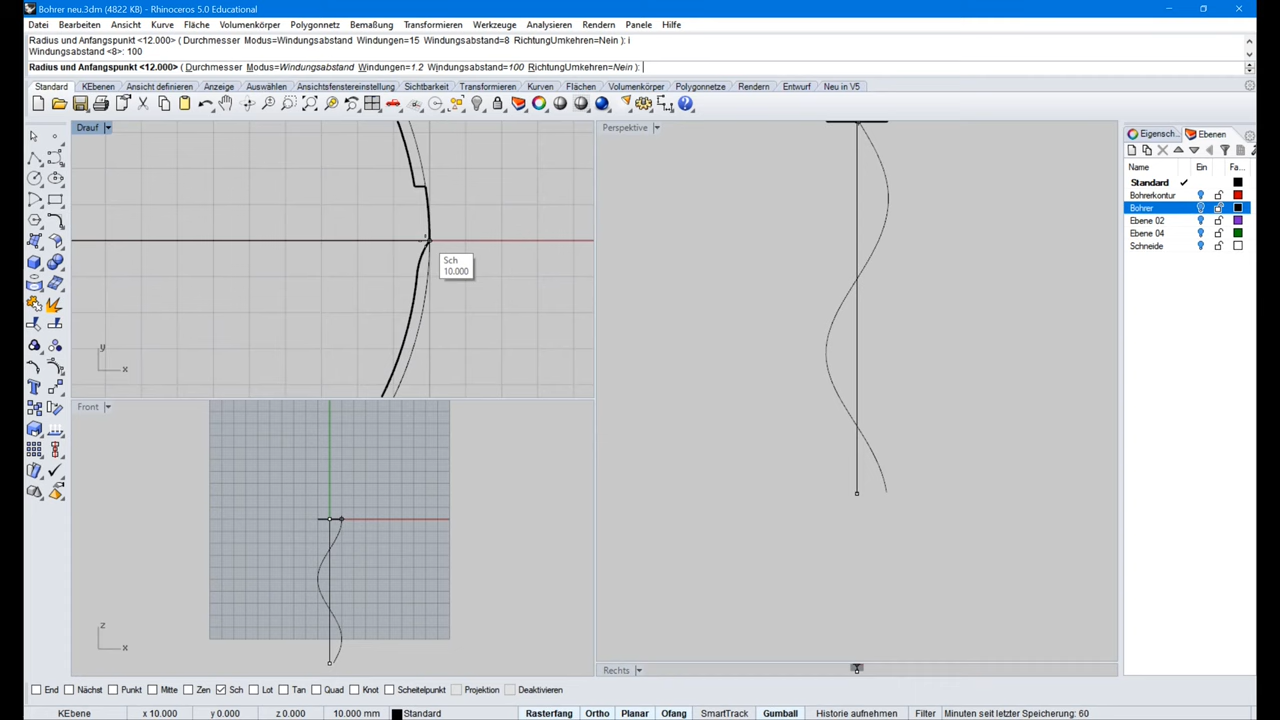 Bohrer neu.3dm (4822 KB) - Rhinoceros 5.0 Educational
Datei Bearbeiten Ansicht Kurve Fläche Volumenkörper Polygonnetz Bemaßung Transformieren Werkzeuge Analysieren Rendern Panele Hilfe
Radius und Anfangspunkt <12.000> ( Durchmesser Modus=Windungsabstand Windungen=15 Windungsabstand=8 RichtungUmkehren=Nein ): i
Windungsabstand <8>: 100
Radius und Anfangspunkt <12.000> ( Durchmesser Modus=Windungsabstand Windungen=1.2 Windungsabstand=100 RichtungUmkehren=Nein ):
Standard KEbenen Ansicht definieren Anzeige Auswählen Ansichtsfenstereinstellung Sichtbarkeit Transformieren Kurven Flächen Volumenkörper Polygonnetze Rendern Entwurf Neu in V5
Drauf
Perspektive
Eigensch... Ebenen
Name Ein Fa...
Standard
Bohrerkontur
Bohrer
Ebene 02
Ebene 04
Schneide
Sch
10.000
y
x
Front
z
x
Rechts
End Nächst Punkt Mitte Zen Sch Lot Tan Quad Knot Scheitelpunkt Projektion Deaktivieren
KEbene x 10.000 y 0.000 z 0.000 10.000 mm Standard Rasterfang Ortho Planar Ofang SmartTrack Gumball Historie aufnehmen Filter Minuten seit letzter Speicherung: 60